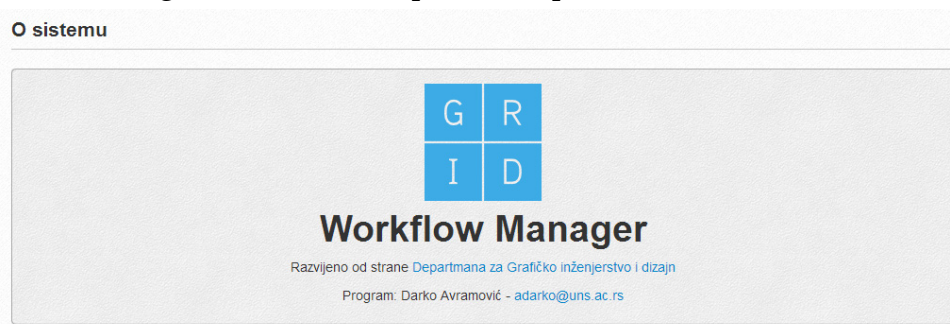 O sistemu
G R
I D
Workflow Manager
Razvijeno od strane Departmana za Grafičko inženjerstvo i dizajn
Program: Darko Avramović - adarko@uns.ac.rs